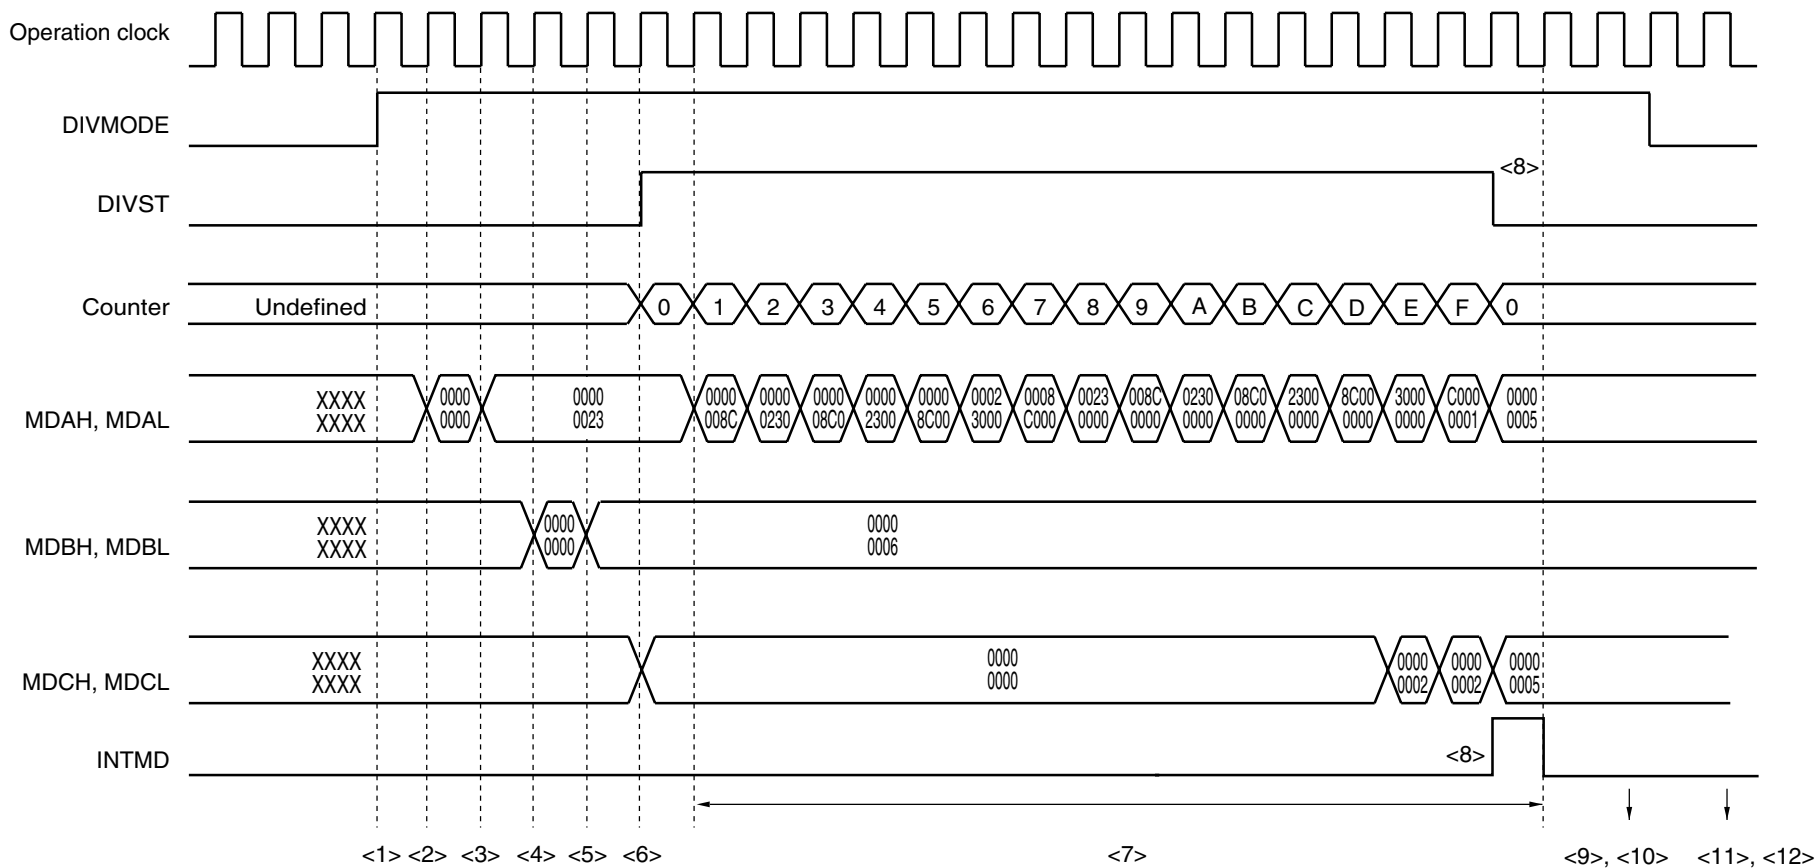 Operation clock
DIVMODE
<8>
DIVST
Counter Undefined 0 1 2 3 4 5 6 7 8 9 A B C D E F 0
MDAH, MDAL
XXXX 0000 0000 0000 0000 0000 0000 0000 0002 0008 0023 008C 0230 08C0 2300 8C00 3000 C000 0000
XXXX 0000 0023 008C 0230 08C0 2300 8C00 3000 C000 0000 0000 0000 0000 0000 0000 0000 0001 0005
MDBH, MDBL
XXXX 0000 0000
XXXX 0000 0006
MDCH, MDCL
XXXX 0000 0000 0000 0000
XXXX 0000 0002 0002 0005
INTMD <8>
<1> <2> <3> <4> <5> <6> <7> <9>, <10> <11>, <12>